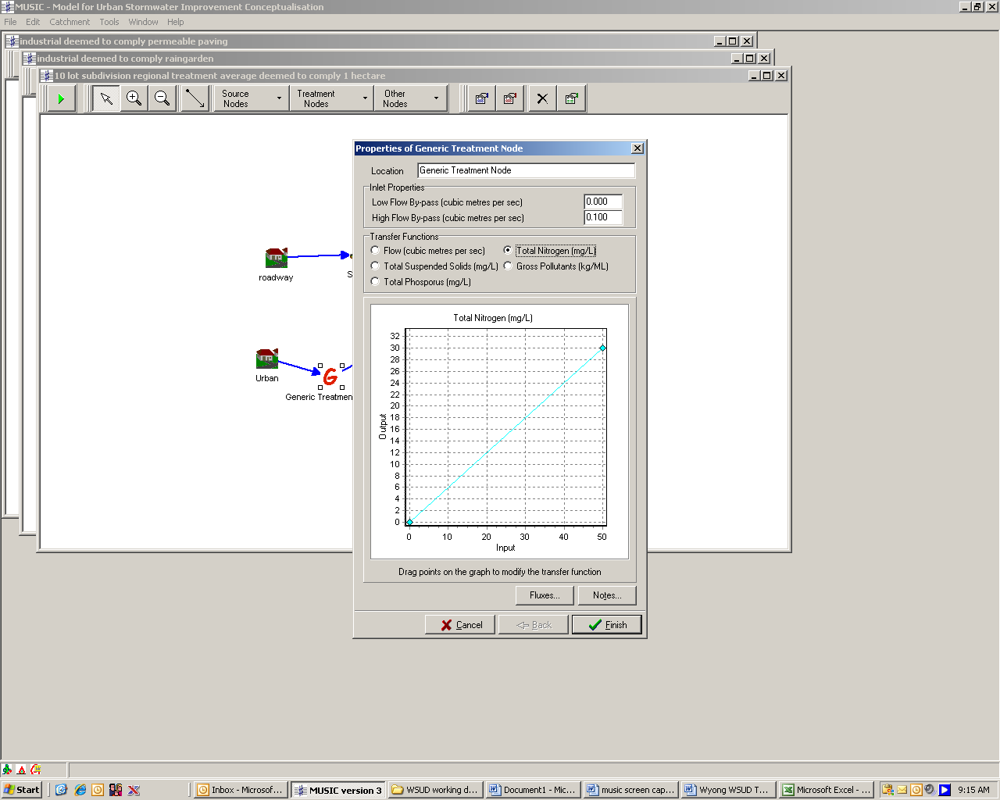 MUSIC - Model for Urban Stormwater Improvement Conceptualisation
File Edit Catchment Tools Window Help
industrial deemed to comply permeable paving
industrial deemed to comply raingarden
10 lot subdivision regional treatment average deemed to comply 1 hectare
Source Nodes
Treatment Nodes
Other Nodes
roadway
S
Urban
G
Generic Treatmen
Properties of Generic Treatment Node
Location Generic Treatment Node
Inlet Properties
Low Flow By-pass (cubic metres per sec) 0.000
High Flow By-pass (cubic metres per sec) 0.100
Transfer Functions
Flow (cubic metres per sec) Total Nitrogen (mg/L)
Total Suspended Solids (mg/L) Gross Pollutants (kg/ML)
Total Phosporus (mg/L)
Total Nitrogen (mg/L)
32
30
28
26
24
22
20
18
16
14
12
10
8
6
4
2
0
Output
0 10 20 30 40 50
Input
Drag points on the graph to modify the transfer function
Fluxes... Notes...
Cancel Back Finish
Start Inbox - Microsof... MUSIC version 3 WSUD working d... Document1 - Mic... music screen cap... Wyong WSUD T... Microsoft Excel - ... 9:15 AM